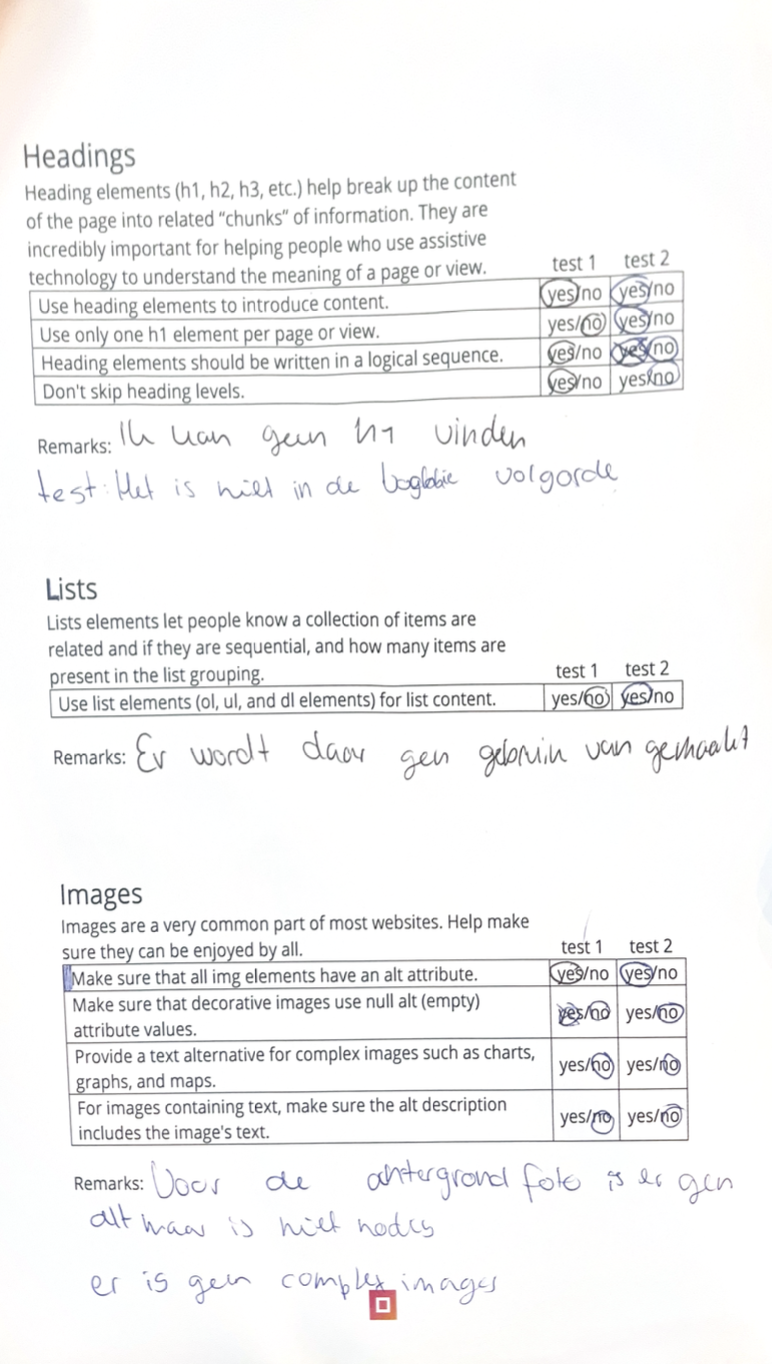 Headings
Heading elements (h1, h2, h3, etc.) help break up the content
of the page into related “chunks” of information. They are
incredibly important for helping people who use assistive
technology to understand the meaning of a page or view. test 1 test 2
Use heading elements to introduce content. yes/no yes/no
Use only one h1 element per page or view. yes/no yes/no
Heading elements should be written in a logical sequence. yes/no yes/no
Don't skip heading levels. yes/no yes/no
Remarks: Ik kan geen h1 vinden
test: Het is niet in de volgorde
Lists
Lists elements let people know a collection of items are
related and if they are sequential, and how many items are
present in the list grouping. test 1 test 2
Use list elements (ol, ul, and dl elements) for list content. yes/no yes/no
Remarks: Er wordt daar gen gebruik van gemaakt
Images
Images are a very common part of most websites. Help make
sure they can be enjoyed by all. test 1 test 2
Make sure that all img elements have an alt attribute. yes/no yes/no
Make sure that decorative images use null alt (empty)
attribute values. yes/no yes/no
Provide a text alternative for complex images such as charts,
graphs, and maps. yes/no yes/no
For images containing text, make sure the alt description
includes the image's text. yes/no yes/no
Remarks: Voor de foto is er gen
alt maar is niet nodig
er is gen complex images